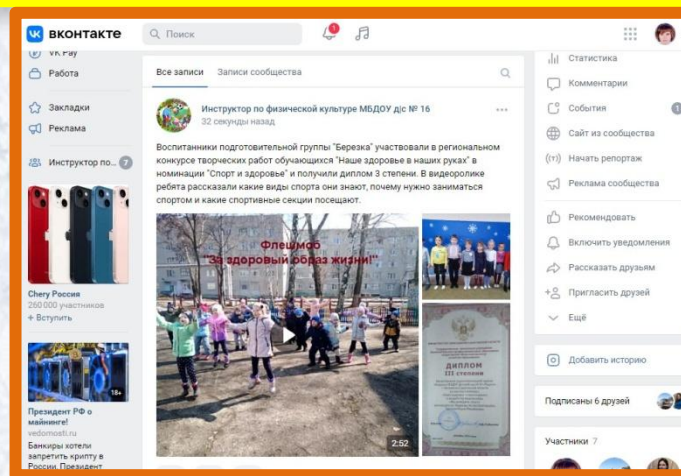 вконтакте
Поиск
1
VK Pay
Работа
Закладки
Реклама
Инструктор по... 7
Chery Россия
260 000 участников
+ Вступить
18+
Президент РФ о
майнинге!
vedomosti.ru
Банкиры хотели
запретить крипту в
России. Президент
Все записи Записи сообщества
Инструктор по физической культуре МБДОУ д|с № 16
32 секунды назад
Воспитанники подготовительной группы "Березка" участвовали в региональном
конкурсе творческих работ обучающихся "Наше здоровье в наших руках" в
номинации "Спорт и здоровье" и получили диплом 3 степени. В видеоролике
ребята рассказали какие виды спорта они знают, почему нужно заниматься
спортом и какие спортивные секции посещают.
Флешмоб
"За здоровый образ жизни!"
2:52
ДИПЛОМ
III степени
Статистика
Комментарии
События 1
Сайт из сообщества
Начать репортаж
Реклама сообщества
Рекомендовать
Включить уведомления
Рассказать друзьям
Пригласить друзей
Ещё
Добавить историю
Подписаны 6 друзей
Участники 7